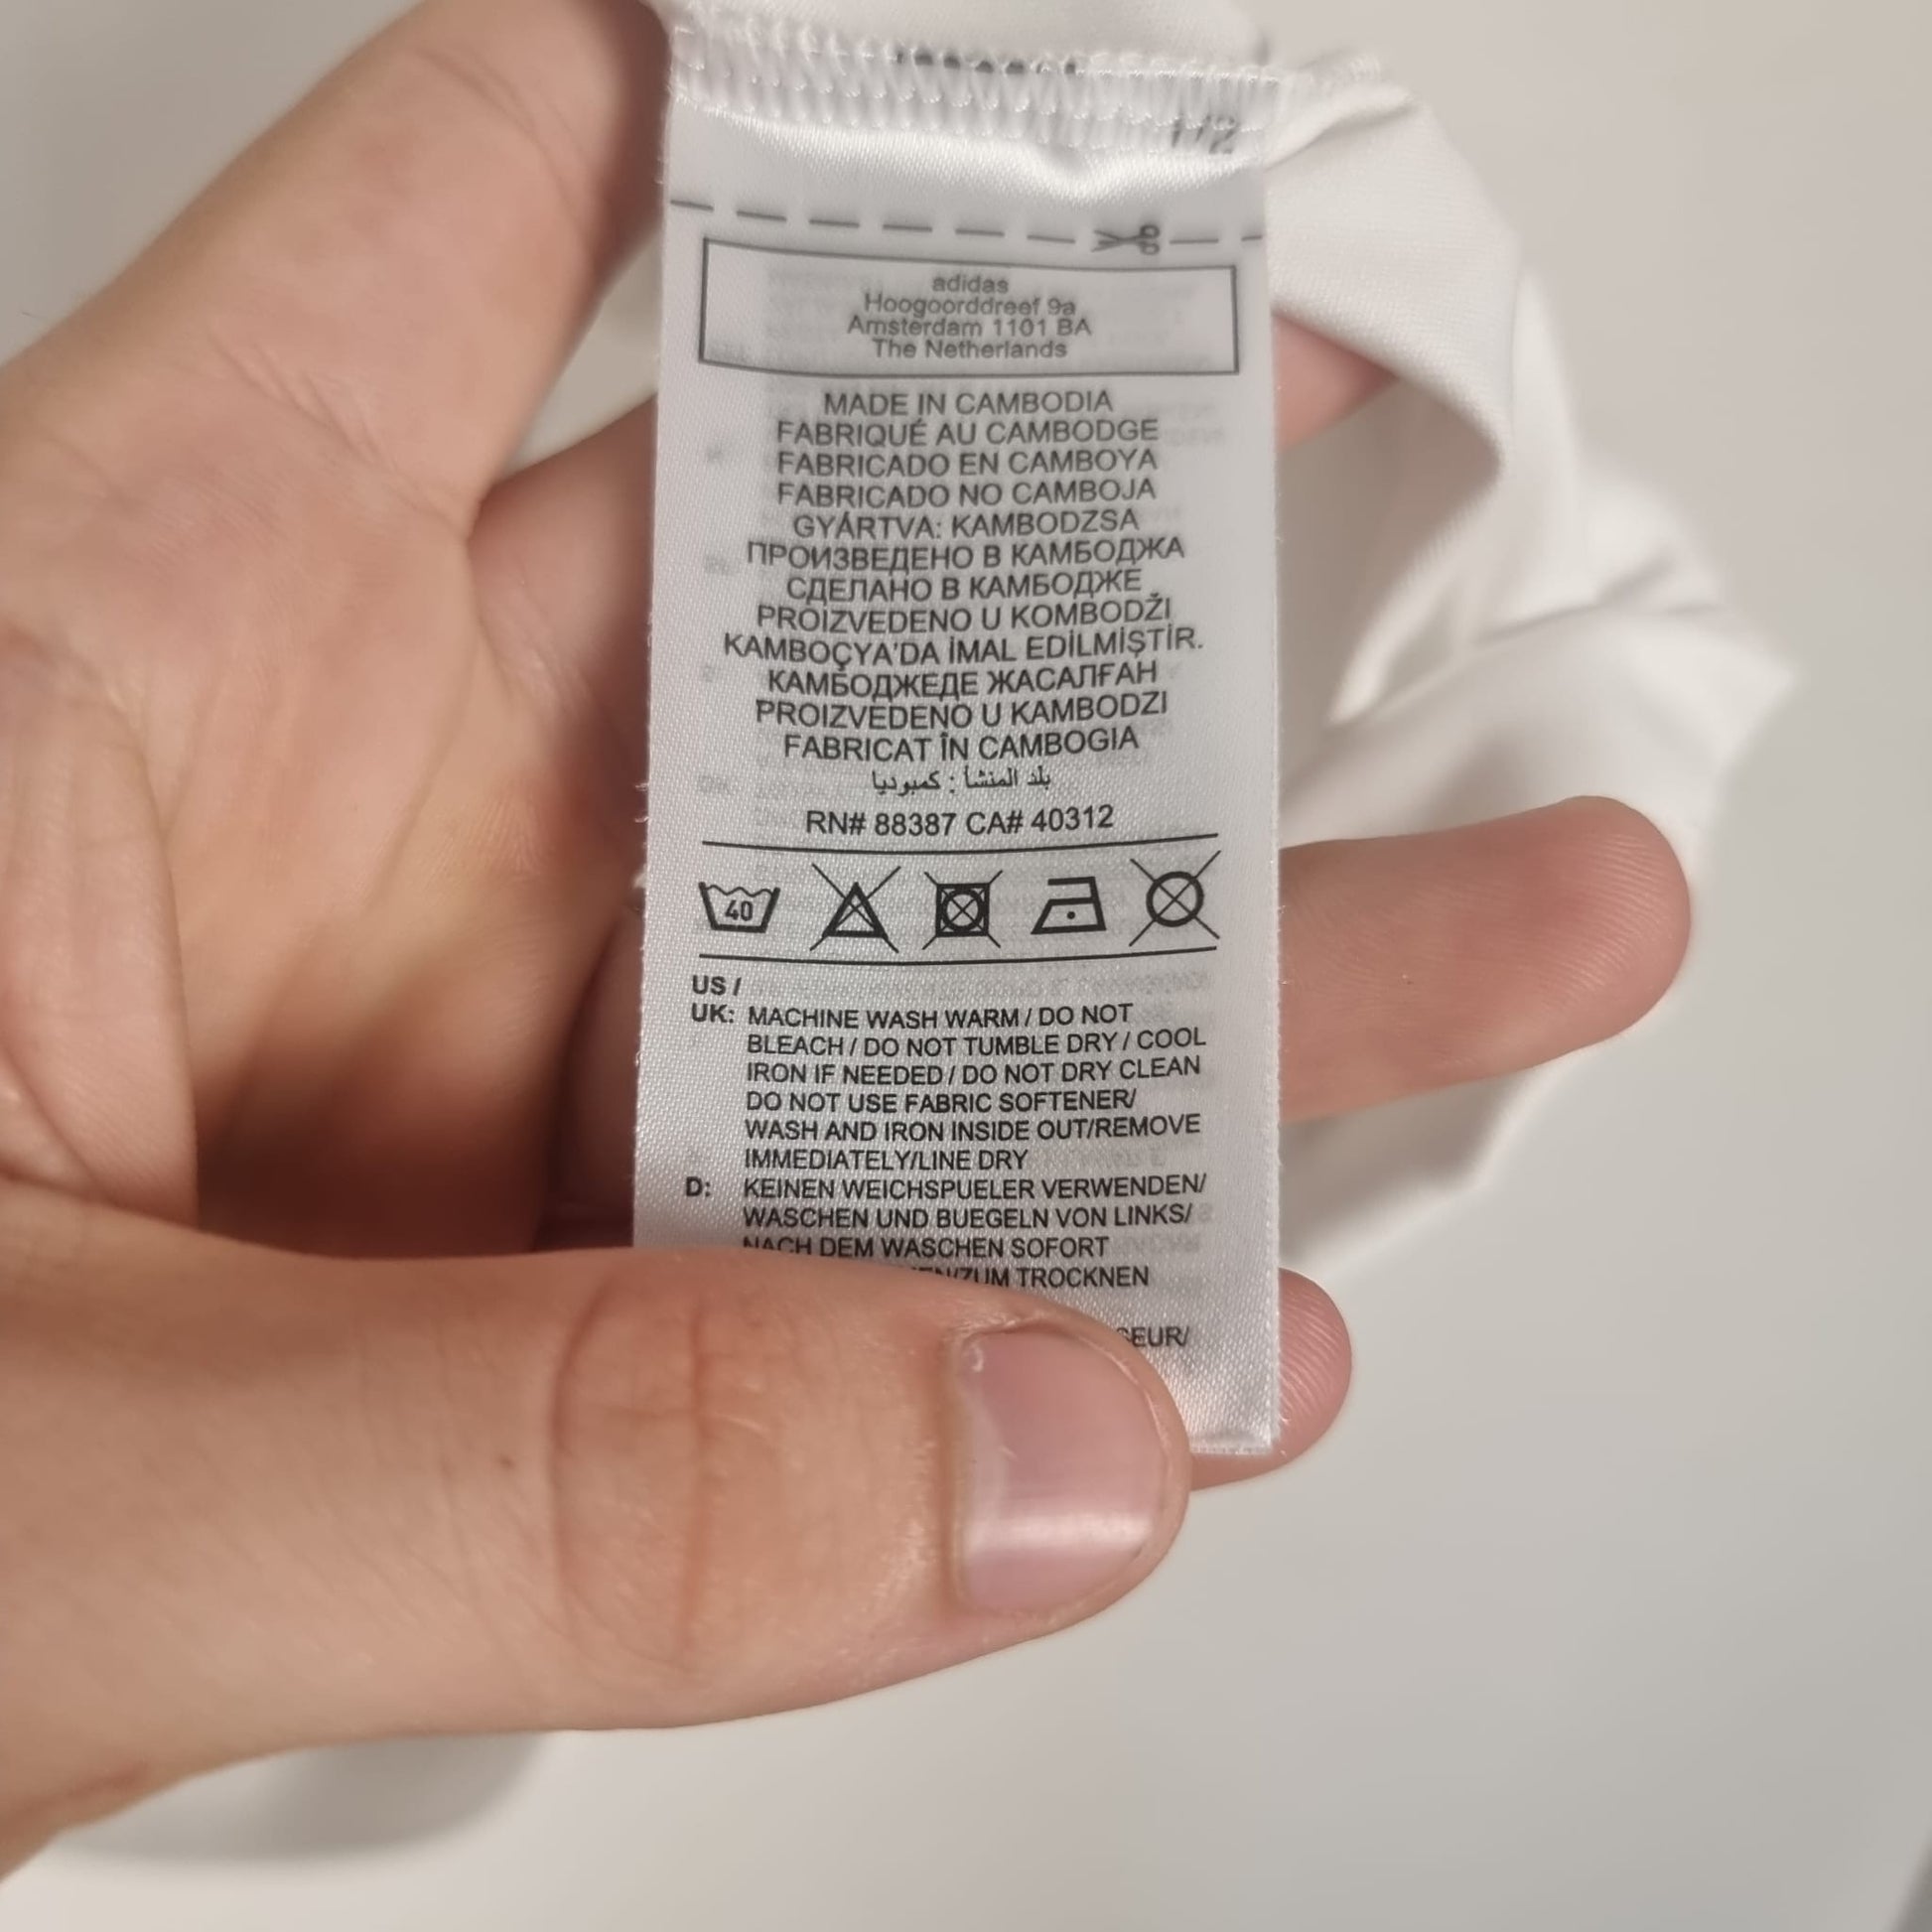 adidas
Hoogoorddreef 9a
Amsterdam 1101 BA
The Netherlands
MADE IN CAMBODIA
FABRIQUÉ AU CAMBODGE
FABRICADO EN CAMBOYA
FABRICADO NO CAMBOJA
GYÁRTVA: KAMBODZSA
ПРОИЗВЕДЕНО В КАМБОДЖА
СДЕЛАНО В КАМБОДЖЕ
PROIZVEDENO U KOMBODŽI
KAMBOÇYA'DA İMAL EDİLMİŞTİR.
КАМБОДЖЕДЕ ЖАСАЛҒАН
PROIZVEDENO U KAMBODZI
FABRICAT ÎN CAMBOGIA
بلد المنشأ : كمبوديا
RN# 88387 CA# 40312
40
US /
UK: MACHINE WASH WARM / DO NOT
BLEACH / DO NOT TUMBLE DRY / COOL
IRON IF NEEDED / DO NOT DRY CLEAN
DO NOT USE FABRIC SOFTENER/
WASH AND IRON INSIDE OUT/REMOVE
IMMEDIATELY/LINE DRY
D: KEINEN WEICHSPUELER VERWENDEN/
WASCHEN UND BUEGELN VON LINKS/
NACH DEM WASCHEN SOFORT
ZUM TROCKNEN